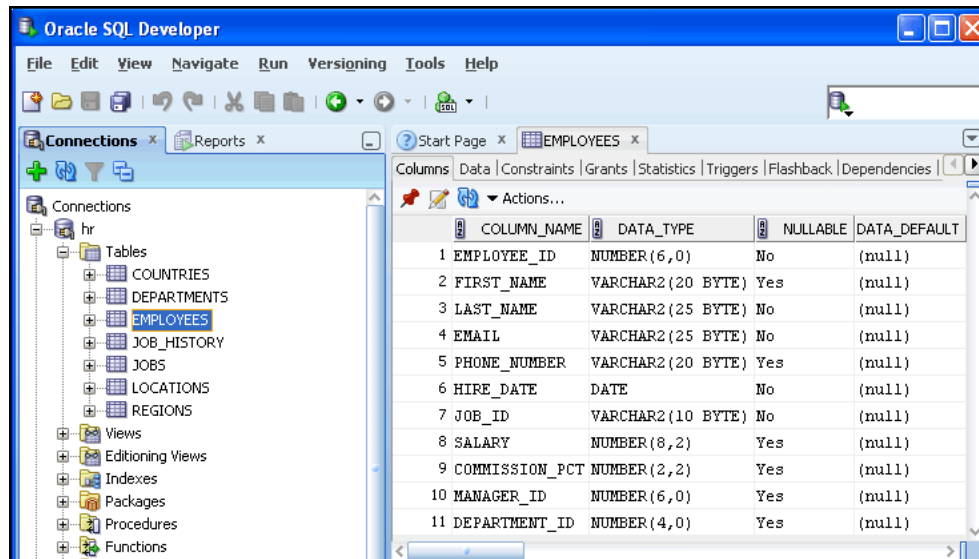 Oracle SQL Developer
File Edit View Navigate Run Versioning Tools Help
SQL
Connections x Reports x
Start Page x EMPLOYEES x
Columns Data Constraints Grants Statistics Triggers Flashback Dependencies
Actions...
Connections
hr
Tables
COUNTRIES
DEPARTMENTS
EMPLOYEES
JOB_HISTORY
JOBS
LOCATIONS
REGIONS
Views
Editioning Views
Indexes
Packages
Procedures
Functions
COLUMN_NAME DATA_TYPE NULLABLE DATA_DEFAULT
1 EMPLOYEE_ID NUMBER(6,0) No (null)
2 FIRST_NAME VARCHAR2(20 BYTE) Yes (null)
3 LAST_NAME VARCHAR2(25 BYTE) No (null)
4 EMAIL VARCHAR2(25 BYTE) No (null)
5 PHONE_NUMBER VARCHAR2(20 BYTE) Yes (null)
6 HIRE_DATE DATE No (null)
7 JOB_ID VARCHAR2(10 BYTE) No (null)
8 SALARY NUMBER(8,2) Yes (null)
9 COMMISSION_PCT NUMBER(2,2) Yes (null)
10 MANAGER_ID NUMBER(6,0) Yes (null)
11 DEPARTMENT_ID NUMBER(4,0) Yes (null)